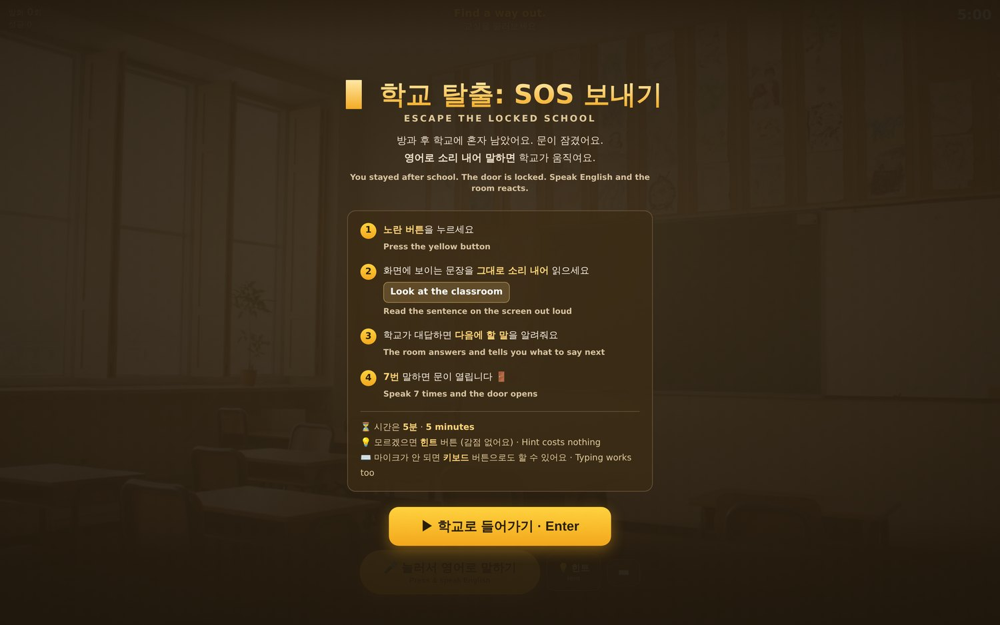 발화 0회
성공 0
Find a way out.
교실을 둘러보세요
5:00
학교 탈출: SOS 보내기
ESCAPE THE LOCKED SCHOOL
방과 후 학교에 혼자 남았어요. 문이 잠겼어요.
영어로 소리 내어 말하면 학교가 움직여요.
You stayed after school. The door is locked. Speak English and the
room reacts.
1 노란 버튼을 누르세요
Press the yellow button
2 화면에 보이는 문장을 그대로 소리 내어 읽으세요
Look at the classroom
Read the sentence on the screen out loud
3 학교가 대답하면 다음에 할 말을 알려줘요
The room answers and tells you what to say next
4 7번 말하면 문이 열립니다 🚪
Speak 7 times and the door opens
⏳ 시간은 5분 · 5 minutes
💡 모르겠으면 힌트 버튼 (감점 없어요) · Hint costs nothing
⌨️ 마이크가 안 되면 키보드 버튼으로도 할 수 있어요 · Typing works
too
▶ 학교로 들어가기 · Enter
🎤 눌러서 영어로 말하기
Press & speak English
💡 힌트
Hint